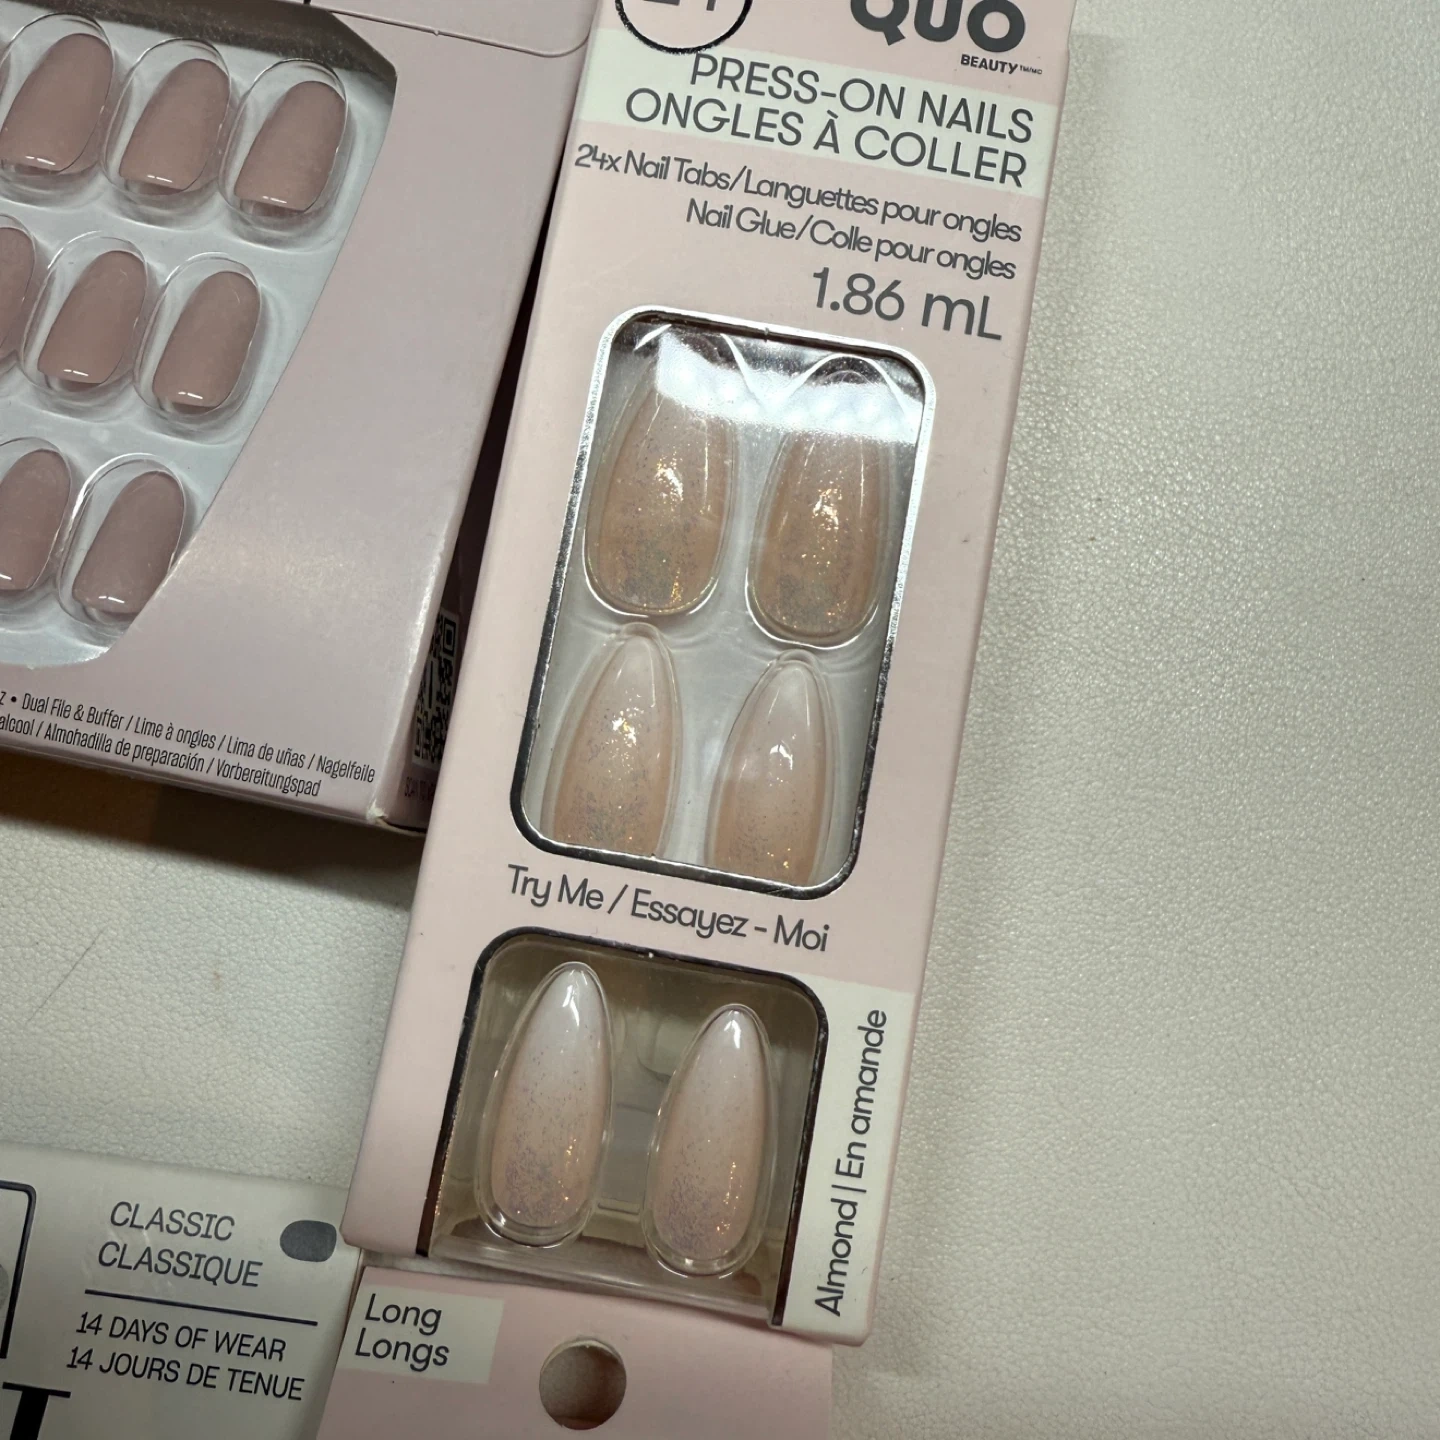 QUO
BEAUTY™/MC
PRESS-ON NAILS
ONGLES À COLLER
24x Nail Tabs/Languettes pour ongles
Nail Glue/Colle pour ongles
1.86 mL
Try Me / Essayez - Moi
Almond | En amande
Long
Longs
• Dual File & Buffer / Lime à ongles / Lima de uñas / Nagelfeile
/ Almohadilla de preparación / Vorbereitungspad
CLASSIC
CLASSIQUE
14 DAYS OF WEAR
14 JOURS DE TENUE